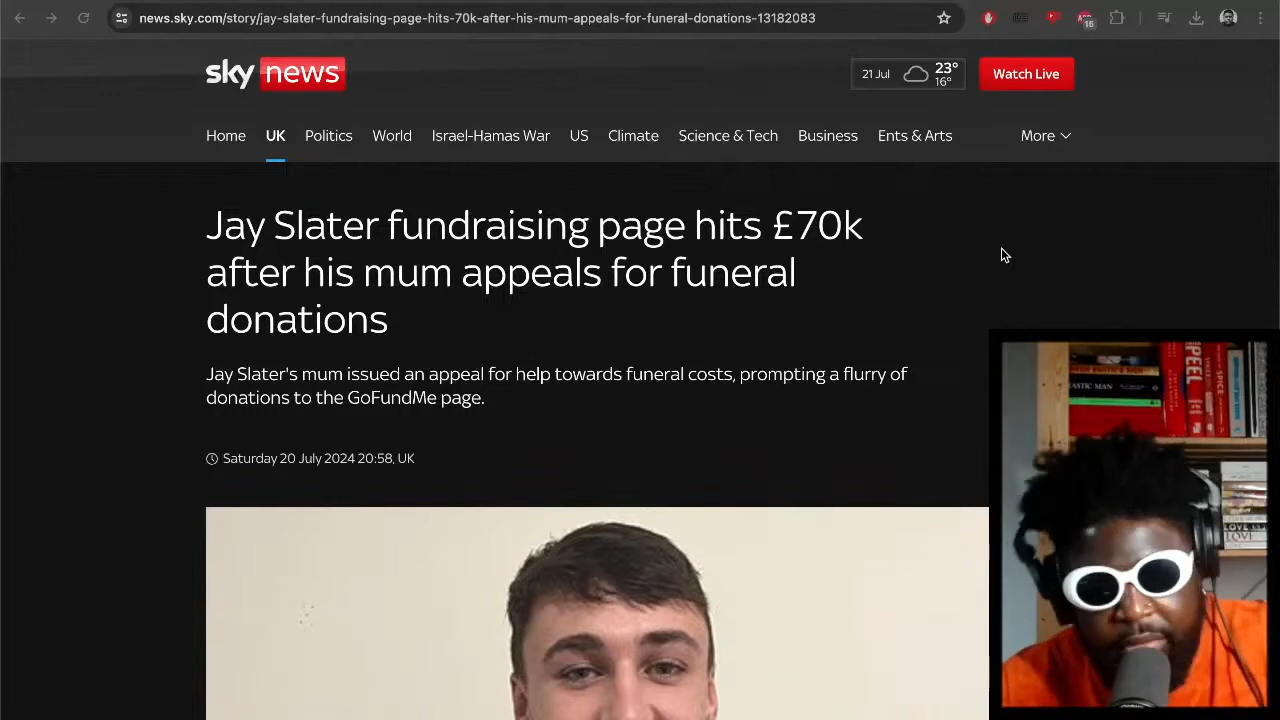 news.sky.com/story/jay-slater-fundraising-page-hits-70k-after-his-mum-appeals-for-funeral-donations-13182083
16
sky news
21 Jul 23° 16°
Watch Live
Home UK Politics World Israel-Hamas War US Climate Science & Tech Business Ents & Arts More
Jay Slater fundraising page hits £70k
after his mum appeals for funeral
donations
Jay Slater's mum issued an appeal for help towards funeral costs, prompting a flurry of
donations to the GoFundMe page.
Saturday 20 July 2024 20:58, UK
SPICE
LOVE
LOVE